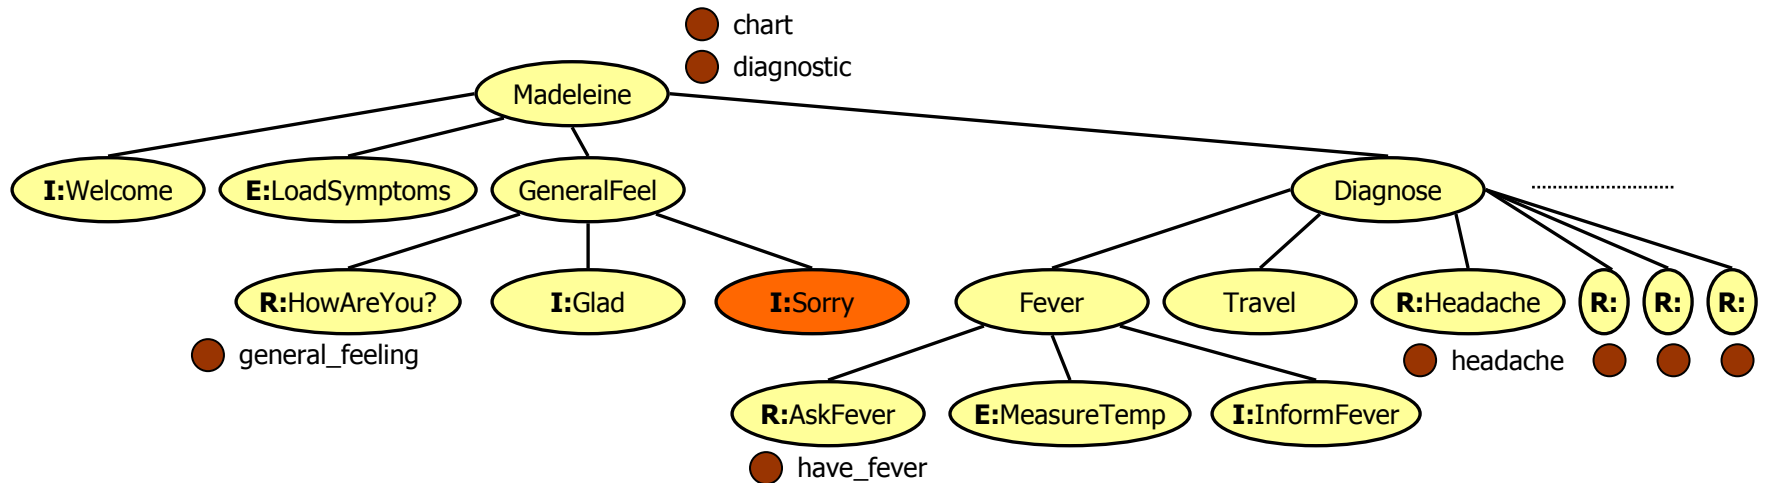 chart
diagnostic
Madeleine
I:Welcome
E:LoadSymptoms
GeneralFeel
Diagnose
R:HowAreYou?
I:Glad
I:Sorry
Fever
Travel
R:Headache
R:
R:
R:
general_feeling
headache
R:AskFever
E:MeasureTemp
I:InformFever
have_fever